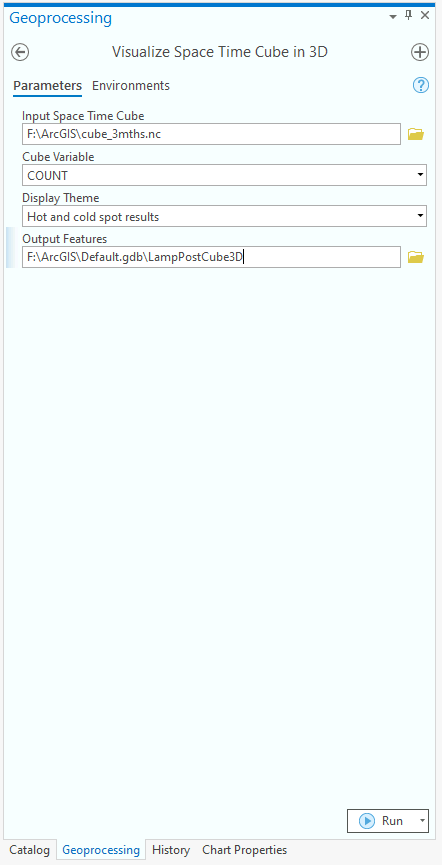 Geoprocessing
Visualize Space Time Cube in 3D
Parameters Environments
Input Space Time Cube
F:\ArcGIS\cube_3mths.nc
Cube Variable
COUNT
Display Theme
Hot and cold spot results
Output Features
F:\ArcGIS\Default.gdb\LampPostCube3D
Run
Catalog Geoprocessing History Chart Properties